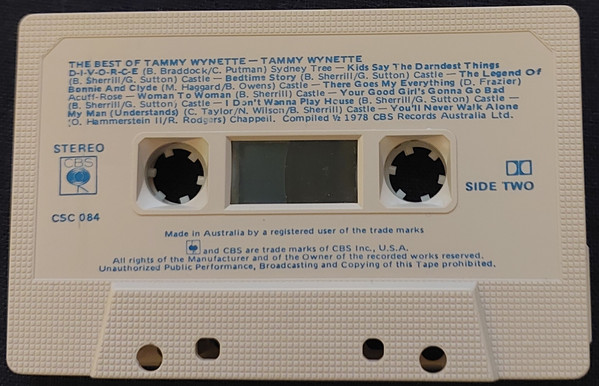 THE BEST OF TAMMY WYNETTE — TAMMY WYNETTE
D-I-V-O-R-C-E (B. Braddock/C. Putman) Sydney Tree — Kids Say The Darndest Things
(B. Sherrill/G. Sutton) Castle — Bedtime Story (B. Sherrill/G. Sutton) Castle — The Legend Of
Bonnie And Clyde (M. Haggard/B. Owens) Castle — There Goes My Everything (D. Frazier)
Acuff-Rose — Woman To Woman (B. Sherrill) Castle — Your Good Girl's Gonna Go Bad
(B. Sherrill/G. Sutton) Castle — I Don't Wanna Play House (B. Sherrill/G. Sutton) Castle —
My Man (Understands) (C. Taylor/N. Wilson/B. Sherrill) Castle — You'll Never Walk Alone
(O. Hammerstein II/R. Rodgers) Chappell. Compiled ℗ 1978 CBS Records Australia Ltd.
STEREO
CBS
CSC 084
SIDE TWO
Made in Australia by a registered user of the trade marks
and CBS are trade marks of CBS Inc., U.S.A.
All rights of the Manufacturer and of the Owner of the recorded works reserved.
Unauthorized Public Performance, Broadcasting and Copying of this Tape prohibited.